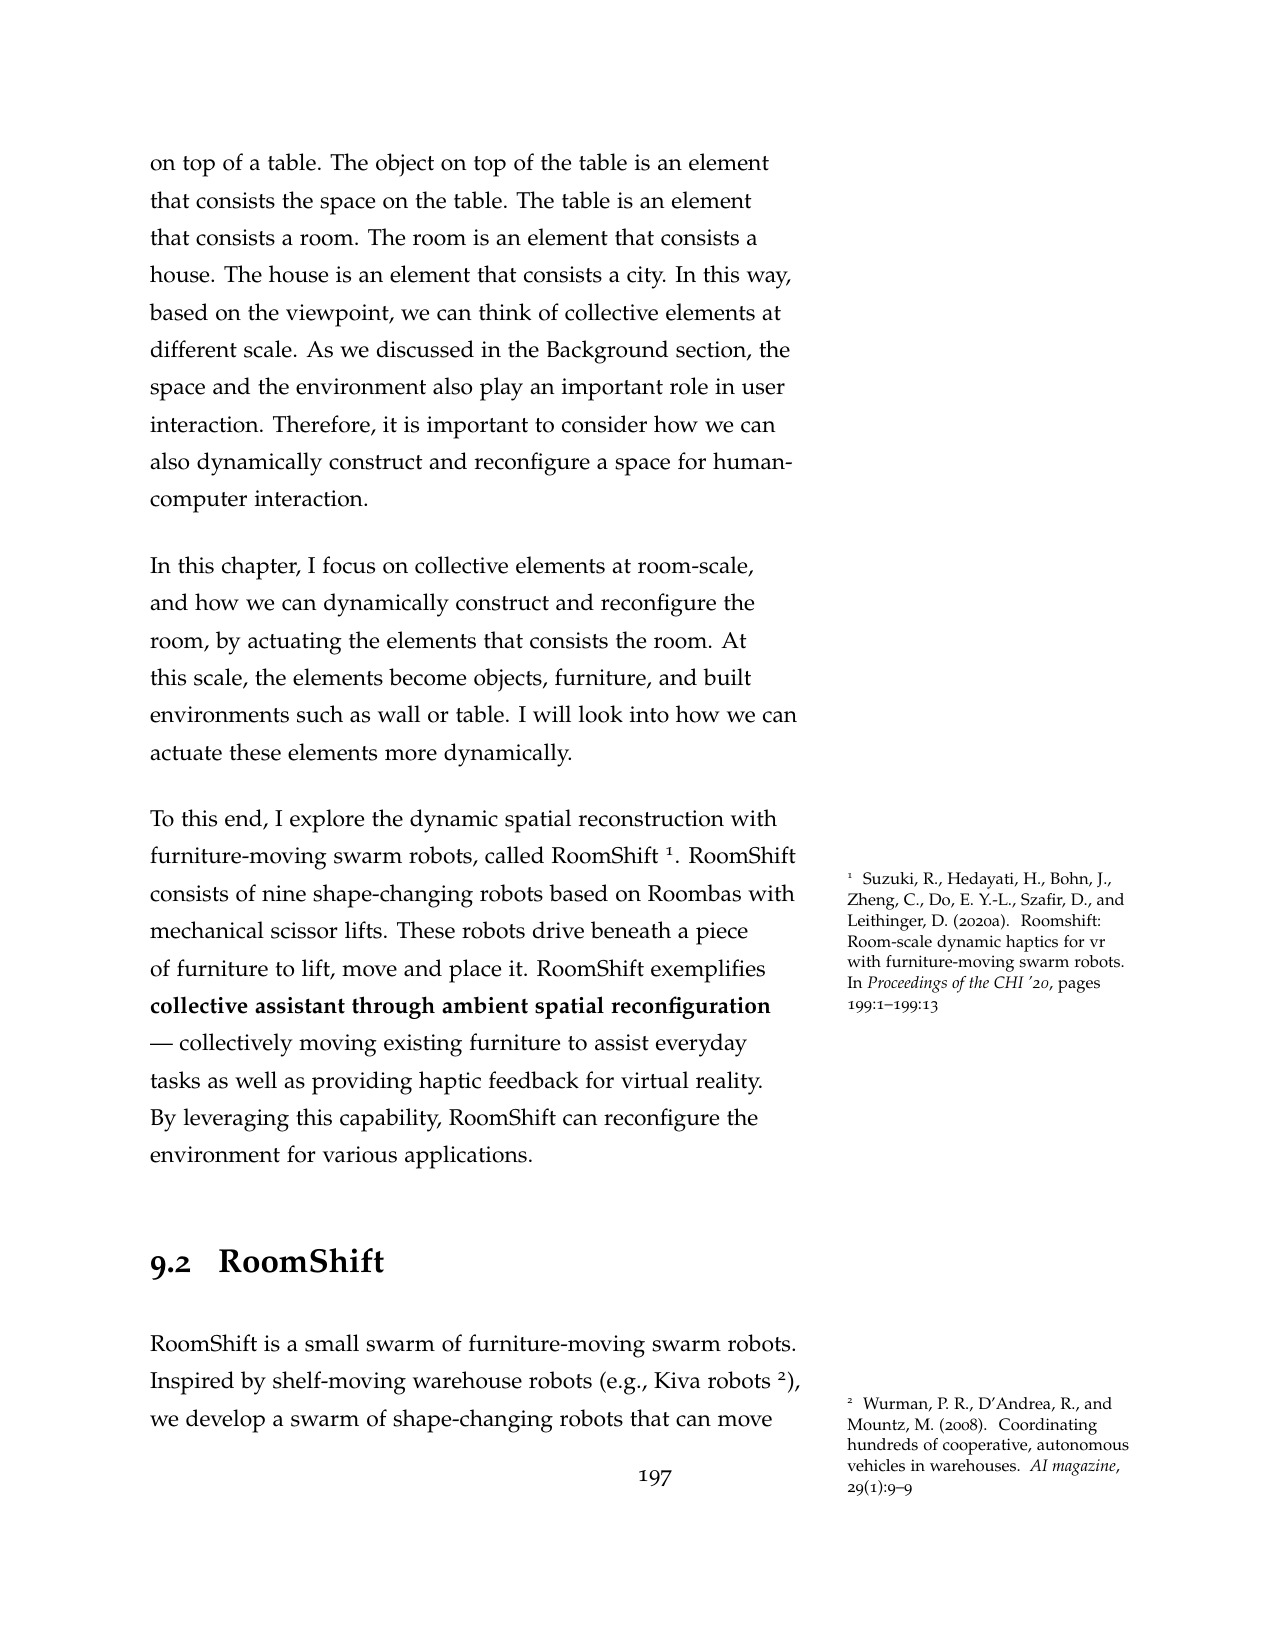 on top of a table. The object on top of the table is an element
that consists the space on the table. The table is an element
that consists a room. The room is an element that consists a
house. The house is an element that consists a city. In this way,
based on the viewpoint, we can think of collective elements at
different scale. As we discussed in the Background section, the
space and the environment also play an important role in user
interaction. Therefore, it is important to consider how we can
also dynamically construct and reconfigure a space for human-
computer interaction.
In this chapter, I focus on collective elements at room-scale,
and how we can dynamically construct and reconfigure the
room, by actuating the elements that consists the room. At
this scale, the elements become objects, furniture, and built
environments such as wall or table. I will look into how we can
actuate these elements more dynamically.
To this end, I explore the dynamic spatial reconstruction with
furniture-moving swarm robots, called RoomShift ¹. RoomShift
consists of nine shape-changing robots based on Roombas with
mechanical scissor lifts. These robots drive beneath a piece
of furniture to lift, move and place it. RoomShift exemplifies
collective assistant through ambient spatial reconfiguration
— collectively moving existing furniture to assist everyday
tasks as well as providing haptic feedback for virtual reality.
By leveraging this capability, RoomShift can reconfigure the
environment for various applications.
¹ Suzuki, R., Hedayati, H., Bohn, J.,
Zheng, C., Do, E. Y.-L., Szafir, D., and
Leithinger, D. (2020a). Roomshift:
Room-scale dynamic haptics for vr
with furniture-moving swarm robots.
In Proceedings of the CHI '20, pages
199:1–199:13
9.2 RoomShift
RoomShift is a small swarm of furniture-moving swarm robots.
Inspired by shelf-moving warehouse robots (e.g., Kiva robots ²),
we develop a swarm of shape-changing robots that can move
² Wurman, P. R., D'Andrea, R., and
Mountz, M. (2008). Coordinating
hundreds of cooperative, autonomous
vehicles in warehouses. AI magazine,
29(1):9–9
197